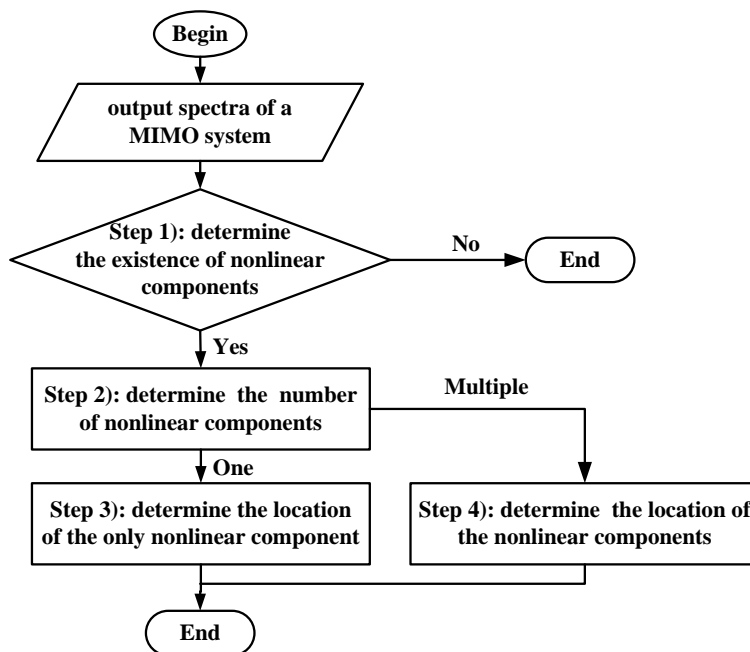 Begin
output spectra of a
MIMO system
Step 1): determine
the existence of nonlinear
components
No
End
Yes
Step 2): determine the number
of nonlinear components
Multiple
One
Step 3): determine the location
of the only nonlinear component
Step 4): determine the location of
the nonlinear components
End